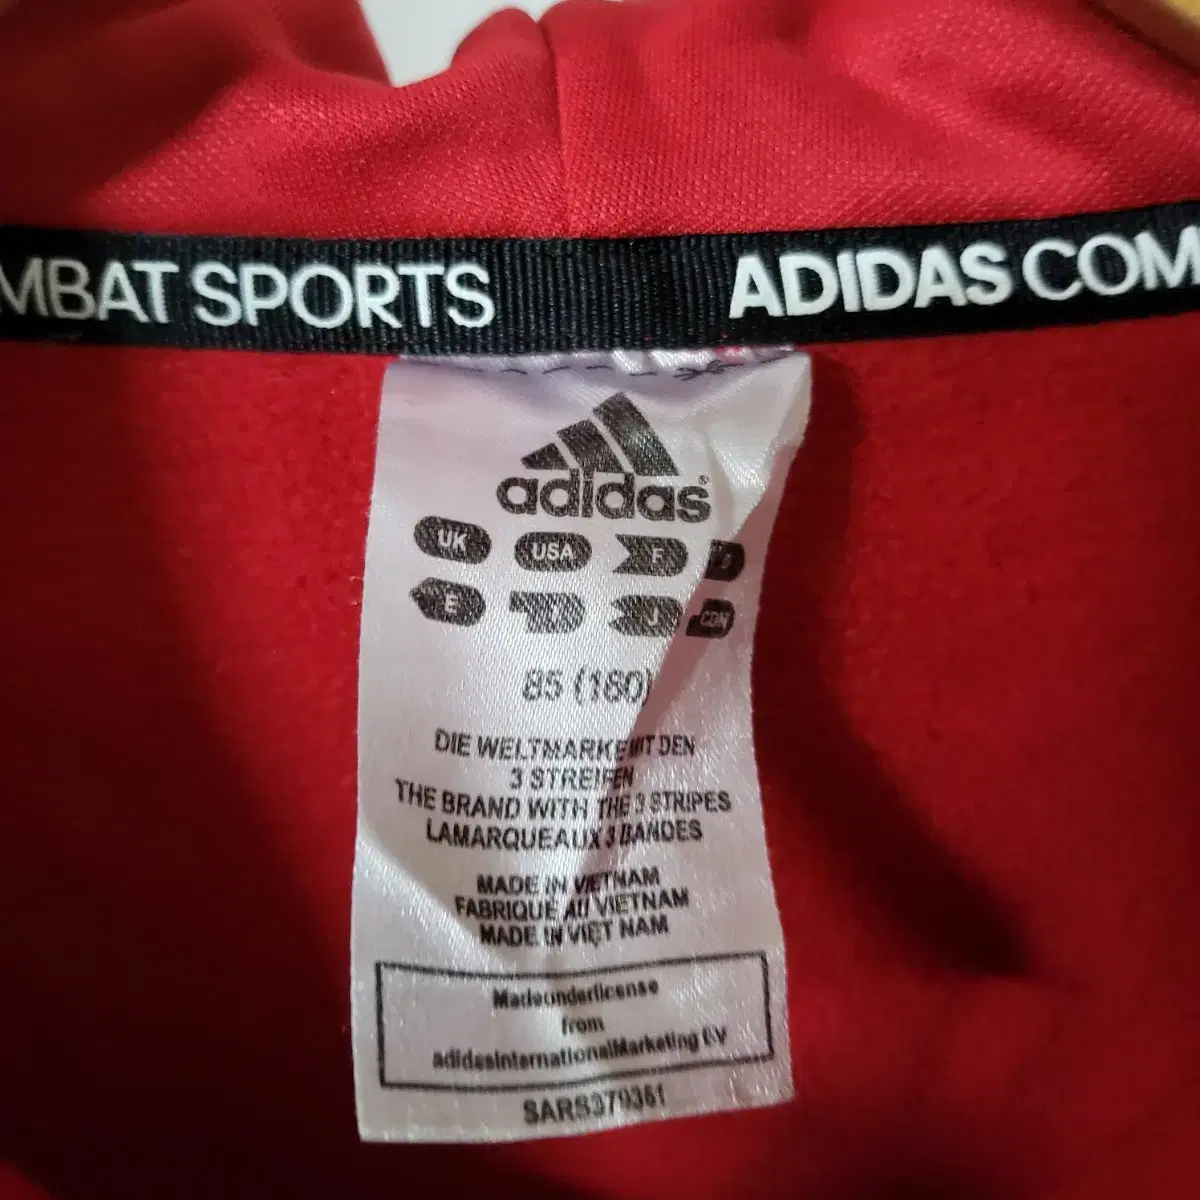 MBAT SPORTS ADIDAS COM
adidas®
UK USA F D
E I J CDN
85 (160)
DIE WELTMARKE MIT DEN
3 STREIFEN
THE BRAND WITH THE 3 STRIPES
LAMARQUEAUX 3 BANDES
MADE IN VIETNAM
FABRIQUE AU VIETNAM
MADE IN VIỆT NAM
Madeunderlicense
from
adidasInternationalMarketing BV
SARS379361